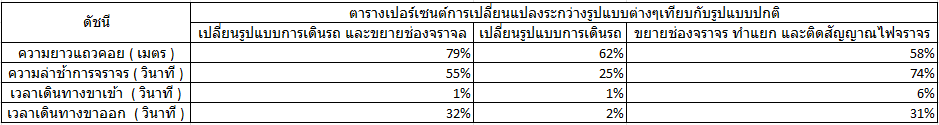 ดัชนี
ตารางเปอร์เซนต์การเปลี่ยนแปลงระกว่างรูปแบบต่างๆเทียบกับรูปแบบปกติ
เปลี่ยนรูปแบบการเดินรถ และขยายช่องจราจล เปลี่ยนรูปแบบการเดินรถ ขยายช่องจราจร ทำแยก และติดสัญญาณไฟจราจร
ความยาวแถวคอย ( เมตร ) 79% 62% 58%
ความล่าช้าการจราจร ( วินาที ) 55% 25% 74%
เวลาเดินทางขาเข้า ( วินาที ) 1% 1% 6%
เวลาเดินทางขาออก ( วินาที ) 32% 2% 31%